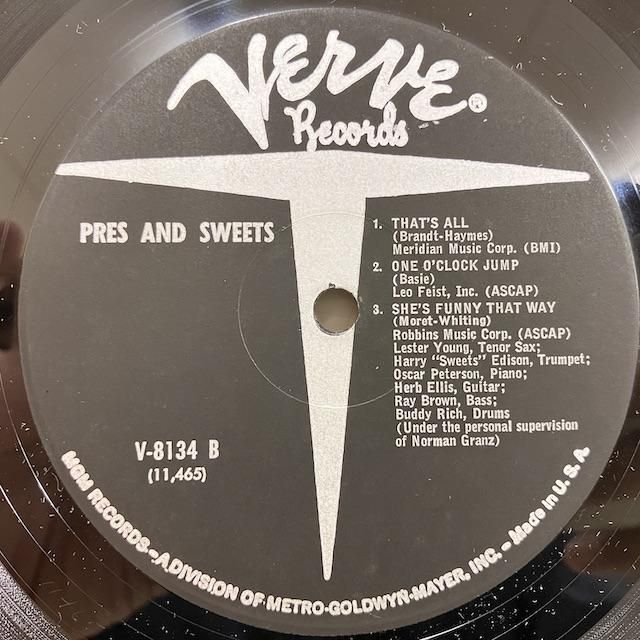 Verve®
Records
PRES AND SWEETS
1. THAT'S ALL
(Brandt-Haymes)
Meridian Music Corp. (BMI)
2. ONE O'CLOCK JUMP
(Basie)
Leo Feist, Inc. (ASCAP)
3. SHE'S FUNNY THAT WAY
(Moret-Whiting)
Robbins Music Corp. (ASCAP)
Lester Young, Tenor Sax;
Harry "Sweets" Edison, Trumpet;
Oscar Peterson, Piano;
Herb Ellis, Guitar;
Ray Brown, Bass;
Buddy Rich, Drums
(Under the personal supervision
of Norman Granz)
V-8134 B
(11,465)
MGM RECORDS - A DIVISION OF METRO-GOLDWYN-MAYER, INC. - Made in U.S.A.